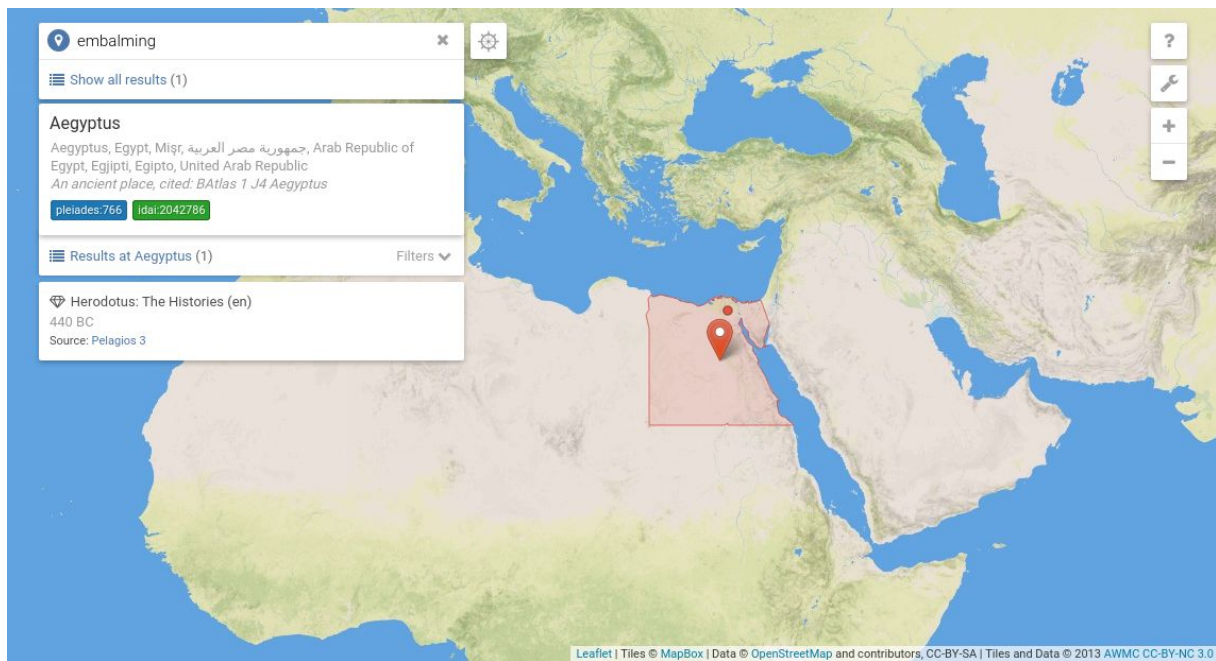 embalming
Show all results (1)
Aegyptus
Aegyptus, Egypt, Mişr, جمهورية مصر العربية, Arab Republic of
Egypt, Egjipti, Egipto, United Arab Republic
An ancient place, cited: BAtlas 1 J4 Aegyptus
pleiades:766 idai:2042786
Results at Aegyptus (1) Filters
Herodotus: The Histories (en)
440 BC
Source: Pelagios 3
?
+
−
Leaflet | Tiles © MapBox | Data © OpenStreetMap and contributors, CC-BY-SA | Tiles and Data © 2013 AWMC CC-BY-NC 3.0